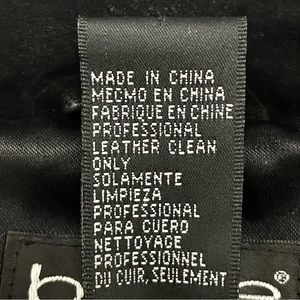 MADE IN CHINA
MECMO EN CHINA
FABRIQUE EN CHINE
PROFESSIONAL
LEATHER CLEAN
ONLY
SOLAMENTE
LIMPIEZA
PROFESSIONAL
PARA CUERO
NETTOYAGE
PROFESSIONNEL
DU CUIR, SEULEMENT
b